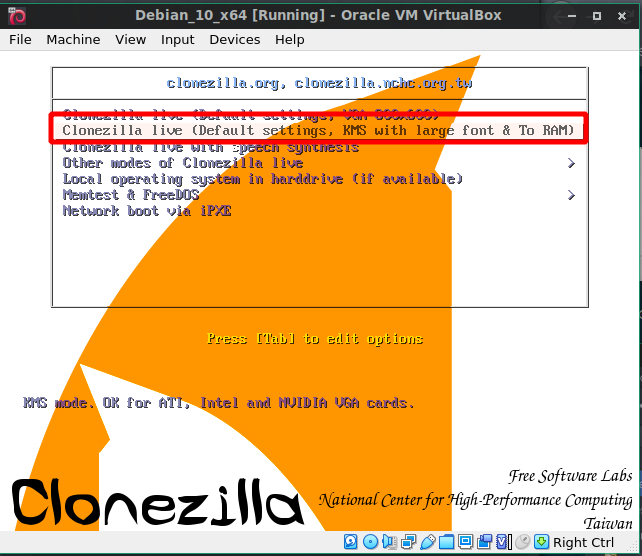 Debian_10_x64 [Running] - Oracle VM VirtualBox
File Machine View Input Devices Help
clonezilla.org, clonezilla.nchc.org.tw
Clonezilla live (Default settings, VGA 800x600)
Clonezilla live (Default settings, KMS with large font & To RAM)
Clonezilla live with speech synthesis
Other modes of Clonezilla live >
Local operating system in harddrive (if available)
Memtest & FreeDOS >
Network boot via iPXE
Press [Tab] to edit options
KMS mode. OK for ATI, Intel and NVIDIA VGA cards.
Free Software Labs
Clonezilla National Center for High-Performance Computing
Taiwan
Right Ctrl